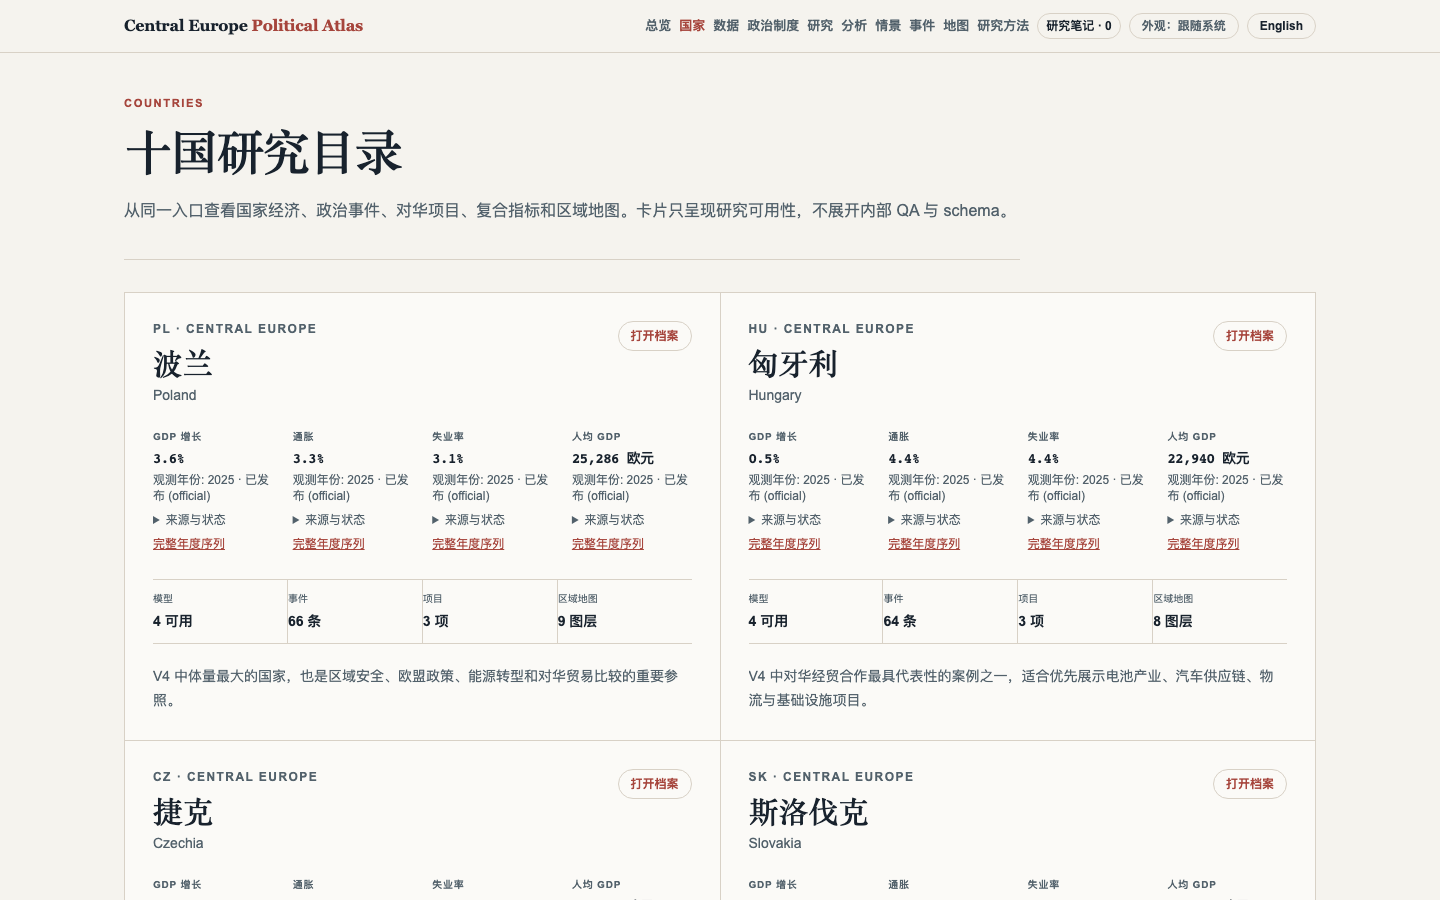 Central Europe Political Atlas
总览 国家 数据 政治制度 研究 分析 情景 事件 地图 研究方法 研究笔记 · 0 外观：跟随系统 English
COUNTRIES
十国研究目录
从同一入口查看国家经济、政治事件、对华项目、复合指标和区域地图。卡片只呈现研究可用性，不展开内部 QA 与 schema。
PL · CENTRAL EUROPE
打开档案
波兰
Poland
GDP 增长 通胀 失业率 人均 GDP
3.6% 3.3% 3.1% 25,286 欧元
观测年份: 2025 · 已发 观测年份: 2025 · 已发 观测年份: 2025 · 已发 观测年份: 2025 · 已发
布 (official) 布 (official) 布 (official) 布 (official)
▶ 来源与状态 ▶ 来源与状态 ▶ 来源与状态 ▶ 来源与状态
完整年度序列 完整年度序列 完整年度序列 完整年度序列
模型 事件 项目 区域地图
4 可用 66 条 3 项 9 图层
V4 中体量最大的国家，也是区域安全、欧盟政策、能源转型和对华贸易比较的重要参
照。
HU · CENTRAL EUROPE
打开档案
匈牙利
Hungary
GDP 增长 通胀 失业率 人均 GDP
0.5% 4.4% 4.4% 22,940 欧元
观测年份: 2025 · 已发 观测年份: 2025 · 已发 观测年份: 2025 · 已发 观测年份: 2025 · 已发
布 (official) 布 (official) 布 (official) 布 (official)
▶ 来源与状态 ▶ 来源与状态 ▶ 来源与状态 ▶ 来源与状态
完整年度序列 完整年度序列 完整年度序列 完整年度序列
模型 事件 项目 区域地图
4 可用 64 条 3 项 8 图层
V4 中对华经贸合作最具代表性的案例之一，适合优先展示电池产业、汽车供应链、物
流与基础设施项目。
CZ · CENTRAL EUROPE
打开档案
捷克
Czechia
GDP 增长 通胀 失业率 人均 GDP
SK · CENTRAL EUROPE
打开档案
斯洛伐克
Slovakia
GDP 增长 通胀 失业率 人均 GDP